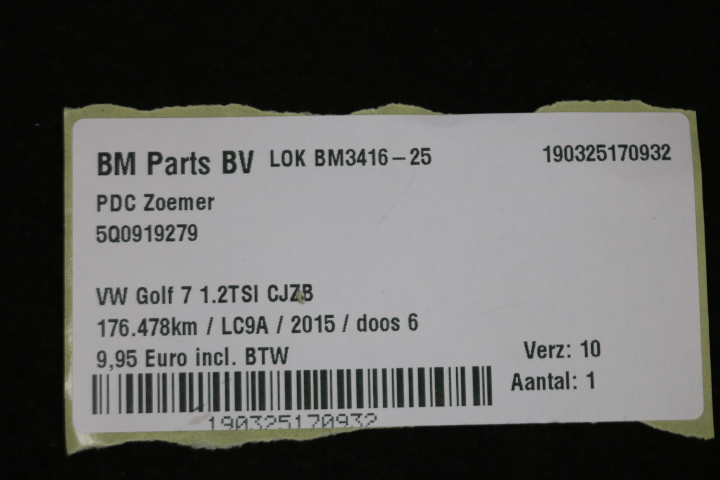 BM Parts BV LOK BM3416-25 190325170932
PDC Zoemer
5Q0919279
VW Golf 7 1.2TSI CJZB
176.478km / LC9A / 2015 / doos 6
9,95 Euro incl. BTW Verz: 10
Aantal: 1
190325170932